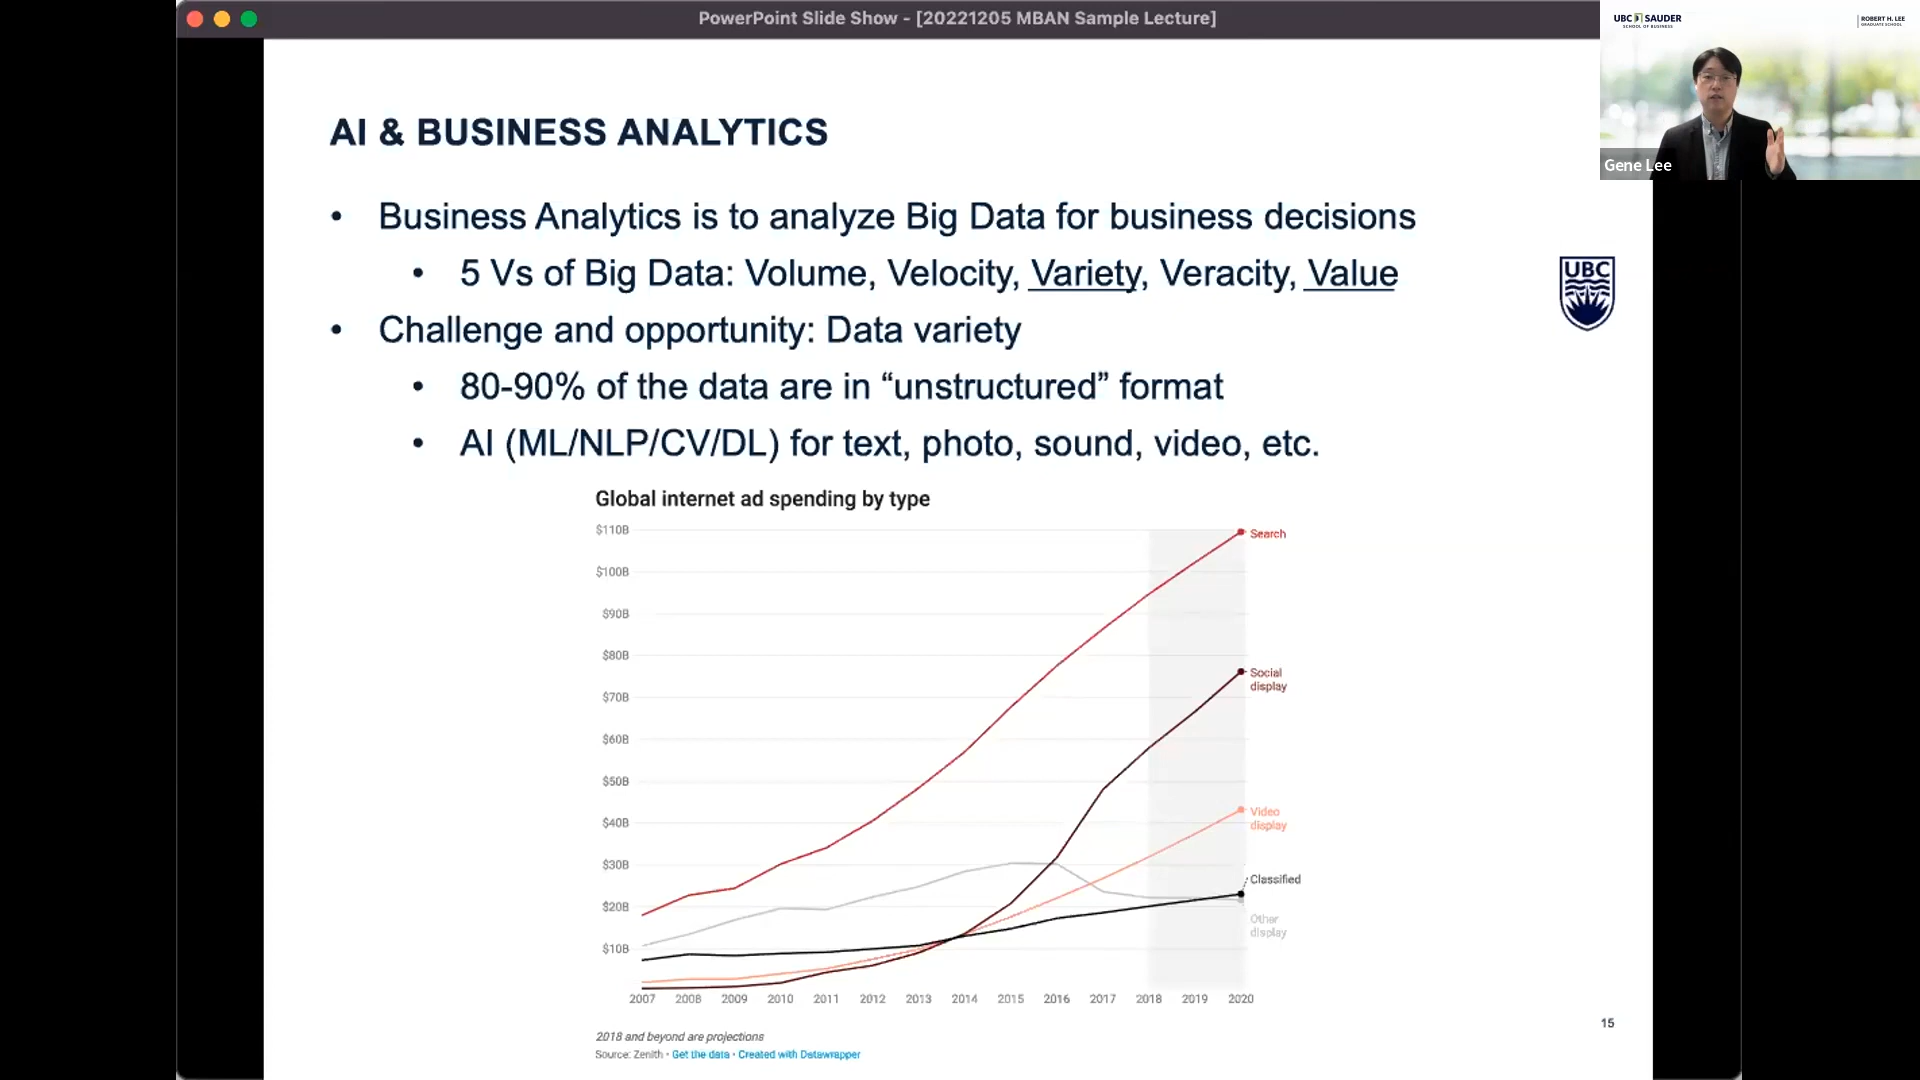 PowerPoint Slide Show - [20221205 MBAN Sample Lecture]
UBC SAUDER
SCHOOL OF BUSINESS
ROBERT H. LEE
GRADUATE SCHOOL
Gene Lee
AI & BUSINESS ANALYTICS
• Business Analytics is to analyze Big Data for business decisions
• 5 Vs of Big Data: Volume, Velocity, Variety, Veracity, Value
UBC
• Challenge and opportunity: Data variety
• 80-90% of the data are in “unstructured” format
• AI (ML/NLP/CV/DL) for text, photo, sound, video, etc.
Global internet ad spending by type
$110B
$100B
$90B
$80B
$70B
$60B
$50B
$40B
$30B
$20B
$10B
Search
Social
display
Video
display
Classified
Other
display
2007 2008 2009 2010 2011 2012 2013 2014 2015 2016 2017 2018 2019 2020
2018 and beyond are projections
Source: Zenith • Get the data • Created with Datawrapper
15